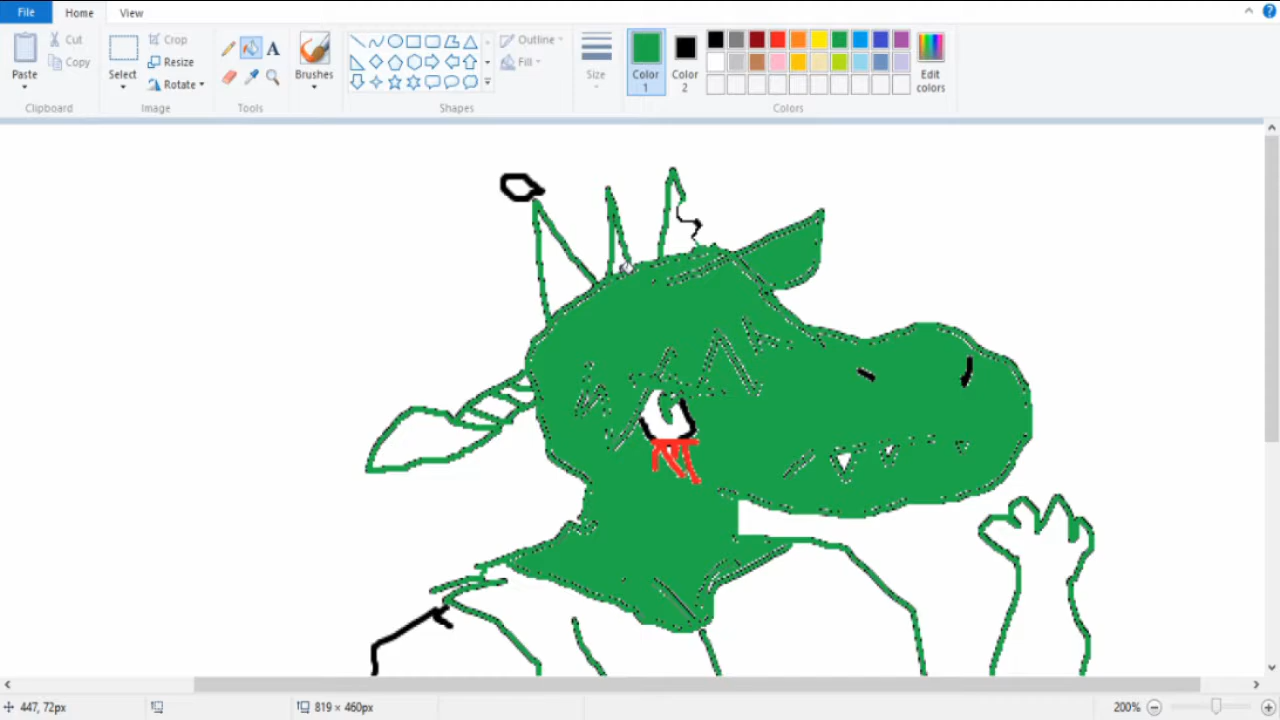 File Home View
Paste Cut Copy
Clipboard
Select Crop Resize Rotate
Image
A
Tools
Brushes
Outline Fill
Shapes
Size
Color 1 Color 2
Edit colors
Colors
447, 72px 819 × 460px 200%